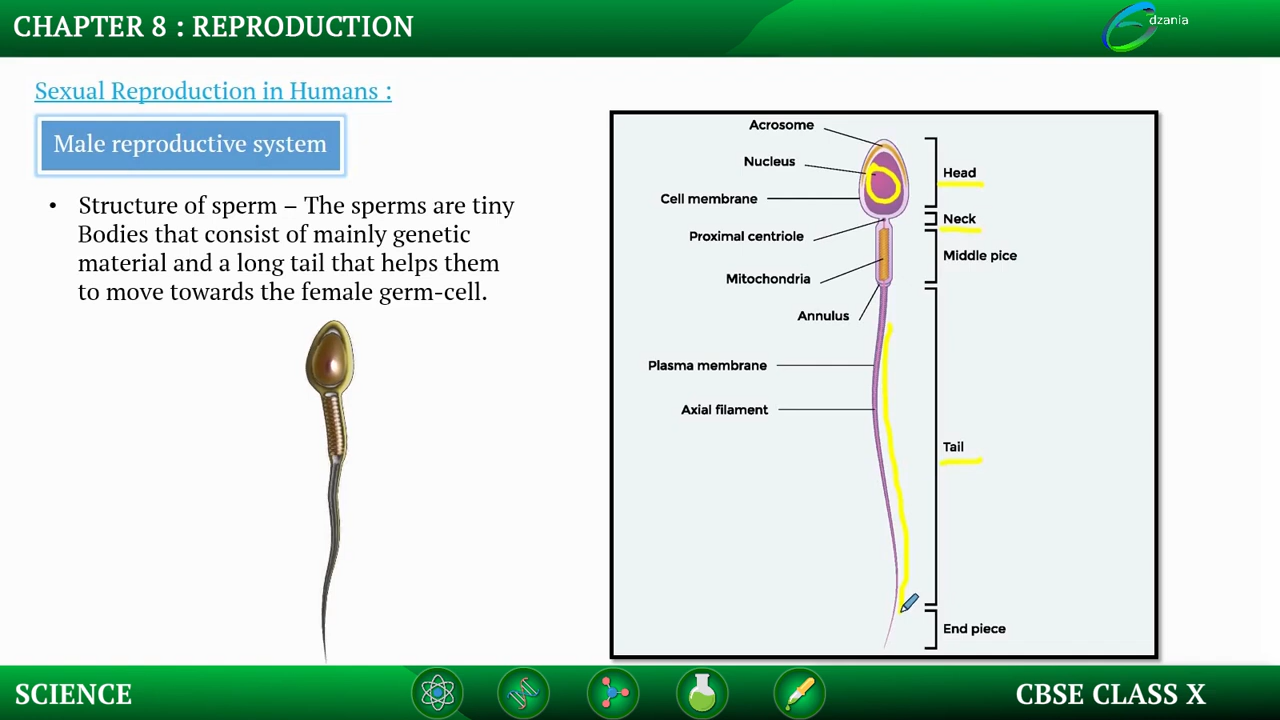 CHAPTER 8 : REPRODUCTION
dzania
Sexual Reproduction in Humans :
Male reproductive system
• Structure of sperm – The sperms are tiny
Bodies that consist of mainly genetic
material and a long tail that helps them
to move towards the female germ-cell.
Acrosome
Nucleus
Cell membrane
Proximal centriole
Mitochondria
Annulus
Plasma membrane
Axial filament
Head
Neck
Middle pice
Tail
End piece
SCIENCE
CBSE CLASS X